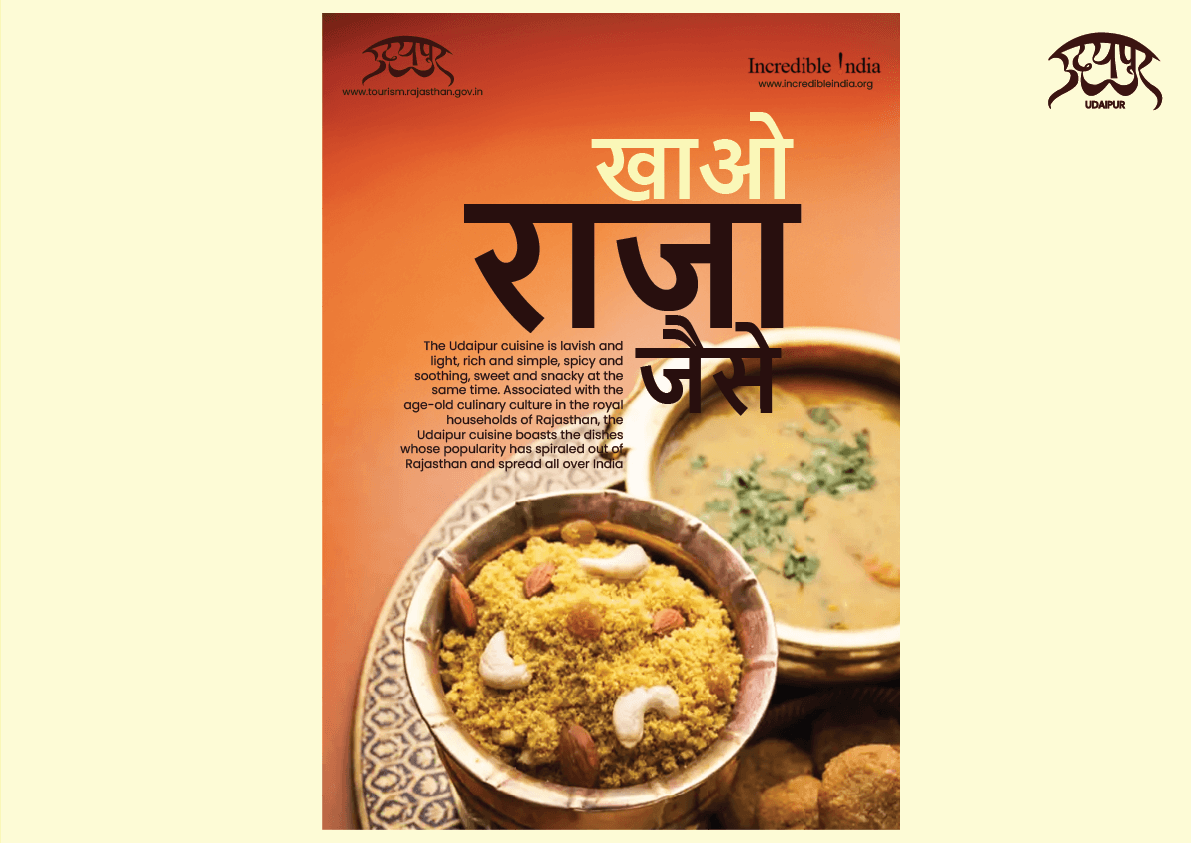 उदयपुर
www.tourism.rajasthan.gov.in
Incredible !ndia
www.incredibleindia.org
उदयपुर
UDAIPUR
खाओ
राजा
जैसे
The Udaipur cuisine is lavish and
light, rich and simple, spicy and
soothing, sweet and snacky at the
same time. Associated with the
age-old culinary culture in the royal
households of Rajasthan, the
Udaipur cuisine boasts the dishes
whose popularity has spiraled out of
Rajasthan and spread all over India